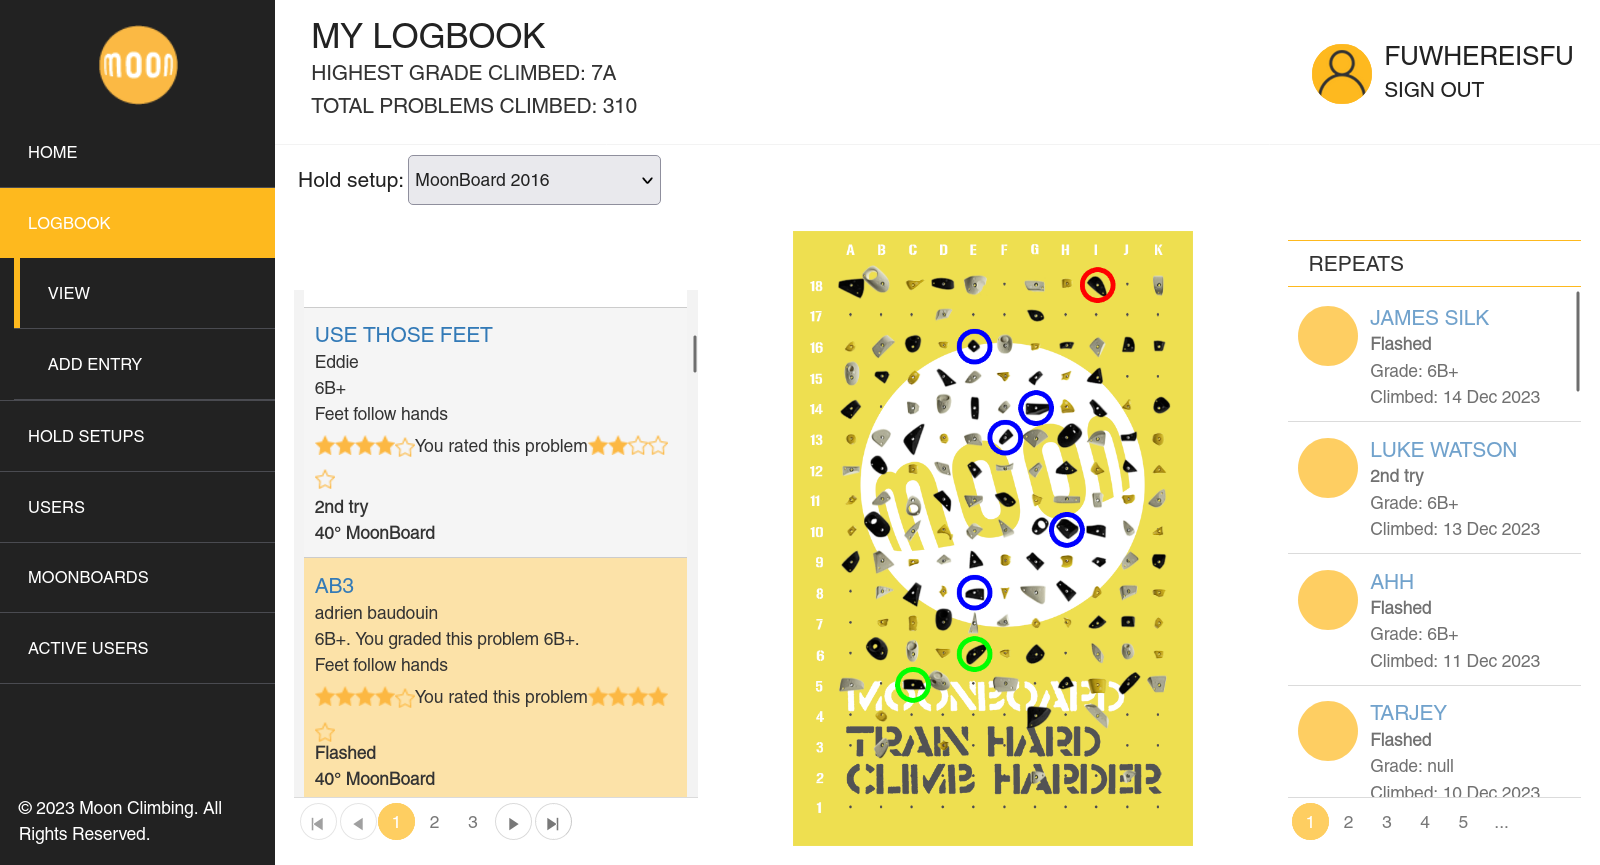 moon
HOME
LOGBOOK
VIEW
ADD ENTRY
HOLD SETUPS
USERS
MOONBOARDS
ACTIVE USERS
© 2023 Moon Climbing. All
Rights Reserved.
MY LOGBOOK
HIGHEST GRADE CLIMBED: 7A
TOTAL PROBLEMS CLIMBED: 310
FUWHEREISFU
SIGN OUT
Hold setup: MoonBoard 2016
USE THOSE FEET
Eddie
6B+
Feet follow hands
You rated this problem
2nd try
40° MoonBoard
AB3
adrien baudouin
6B+. You graded this problem 6B+.
Feet follow hands
You rated this problem
Flashed
40° MoonBoard
1 2 3
A B C D E F G H I J K
18
17
16
15
14
13
12
11
10
9
8
7
6
5
4
3
2
1
moon
MOONBOARD
TRAIN HARD
CLIMB HARDER
REPEATS
JAMES SILK
Flashed
Grade: 6B+
Climbed: 14 Dec 2023
LUKE WATSON
2nd try
Grade: 6B+
Climbed: 13 Dec 2023
AHH
Flashed
Grade: 6B+
Climbed: 11 Dec 2023
TARJEY
Flashed
Grade: null
Climbed: 10 Dec 2023
1 2 3 4 5 ...